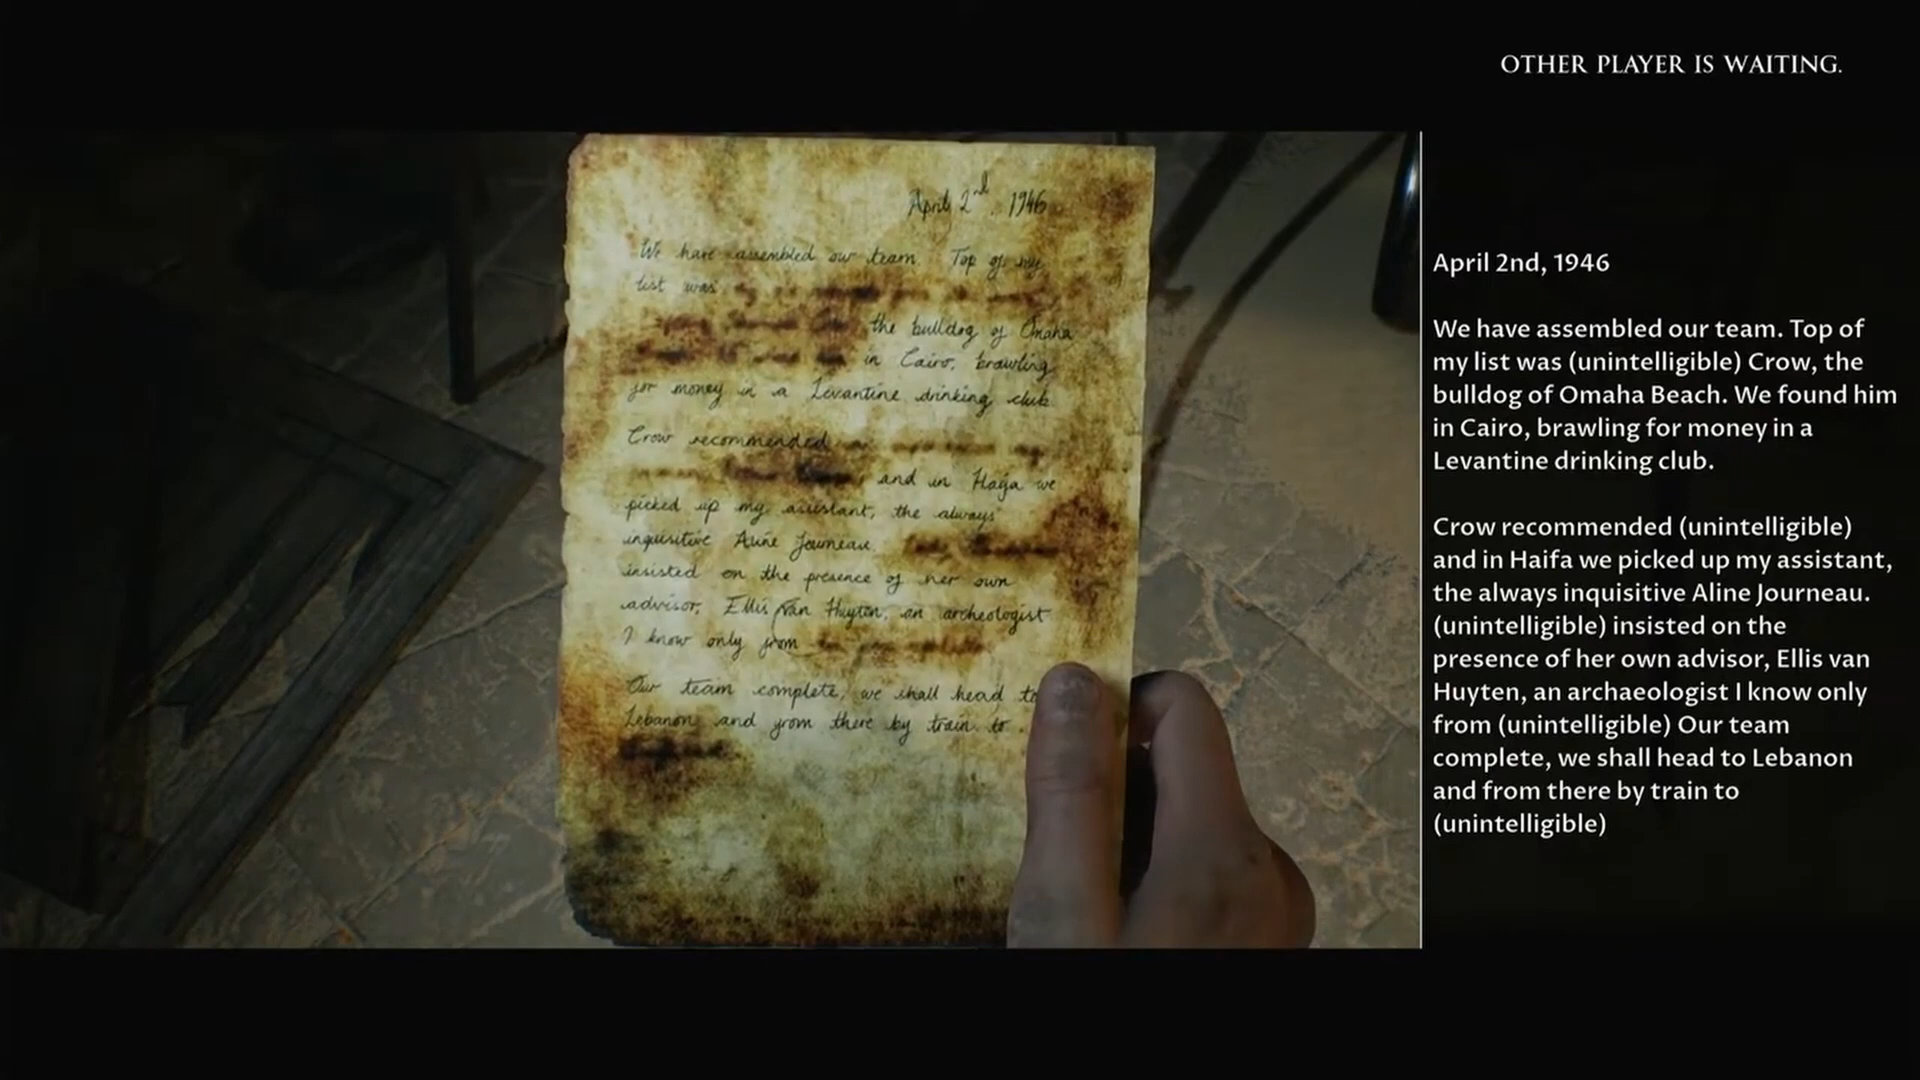 OTHER PLAYER IS WAITING.
April 2nd, 1946
We have assembled our team. Top of my
list was
the bulldog of Omaha
in Cairo, brawling
for money in a Levantine drinking club.
Crow recommended
and in Haifa we
picked up my assistant, the always
inquisitive Aline Journeau.
insisted on the presence of her own
advisor, Ellis van Huyten, an archeologist
I know only from
Our team complete, we shall head to
Lebanon and from there by train to
April 2nd, 1946
We have assembled our team. Top of
my list was (unintelligible) Crow, the
bulldog of Omaha Beach. We found him
in Cairo, brawling for money in a
Levantine drinking club.
Crow recommended (unintelligible)
and in Haifa we picked up my assistant,
the always inquisitive Aline Journeau.
(unintelligible) insisted on the
presence of her own advisor, Ellis van
Huyten, an archaeologist I know only
from (unintelligible) Our team
complete, we shall head to Lebanon
and from there by train to
(unintelligible)